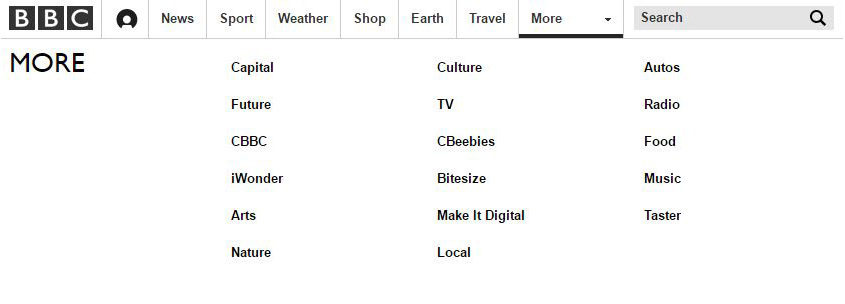 BBC News Sport Weather Shop Earth Travel More Search
MORE
Capital Culture Autos
Future TV Radio
CBBC CBeebies Food
iWonder Bitesize Music
Arts Make It Digital Taster
Nature Local